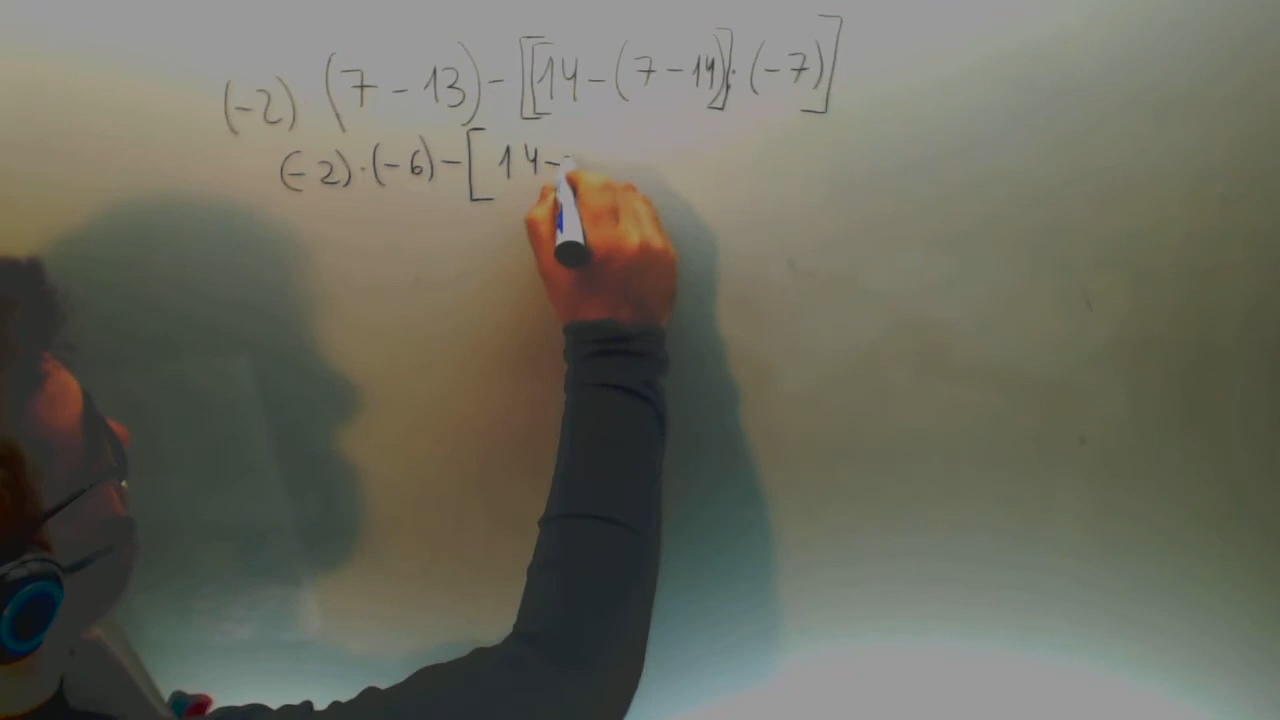 (-2) (7 - 13) - [[14 - (7 - 14] · (-7)]
(-2) · (-6) - [ 14 -